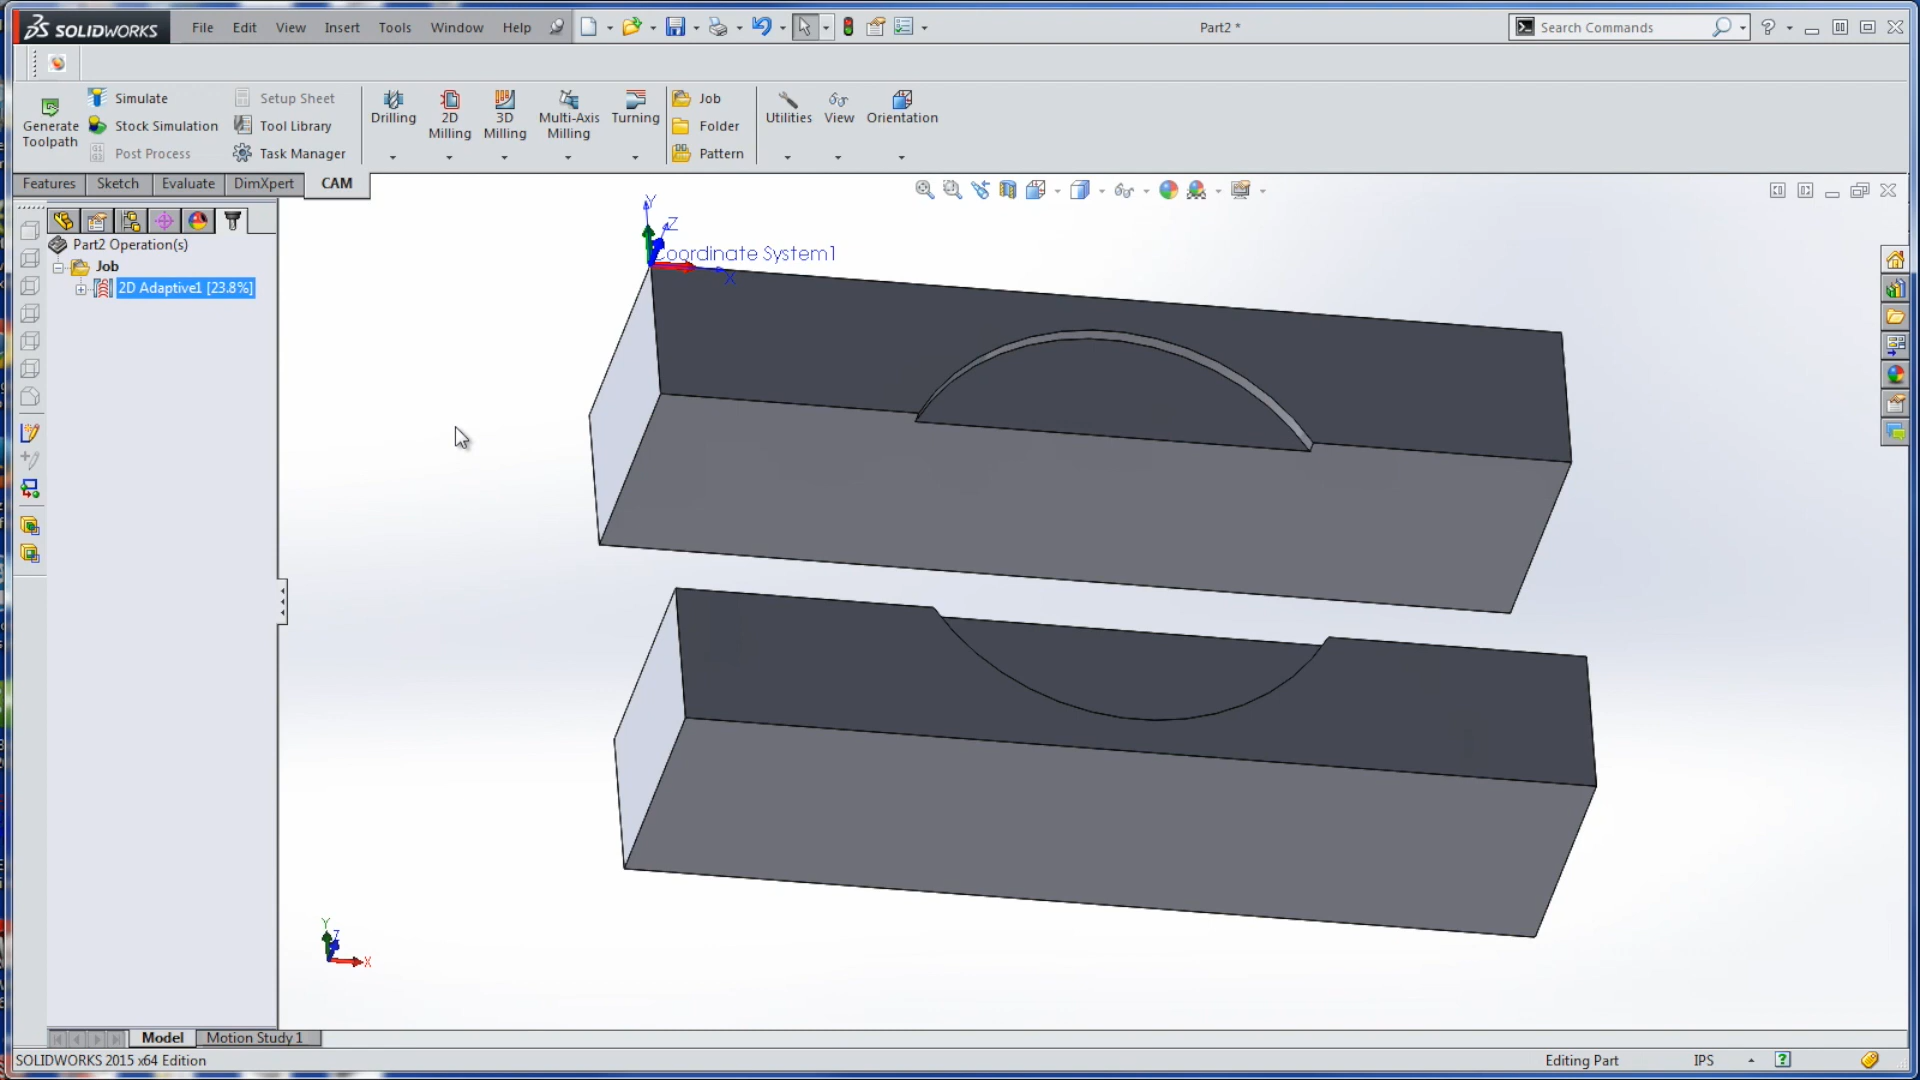 SOLIDWORKS File Edit View Insert Tools Window Help Part2 * Search Commands
Simulate Setup Sheet Job
Generate Toolpath Stock Simulation Tool Library Drilling 2D Milling 3D Milling Multi-Axis Milling Turning Folder Utilities View Orientation
Post Process Task Manager Pattern
Features Sketch Evaluate DimXpert CAM
Part2 Operation(s)
Job
2D Adaptive1 [23.8%]
Y
Z
Coordinate System1
X
Y
Z
X
Model Motion Study 1
SOLIDWORKS 2015 x64 Edition Editing Part IPS